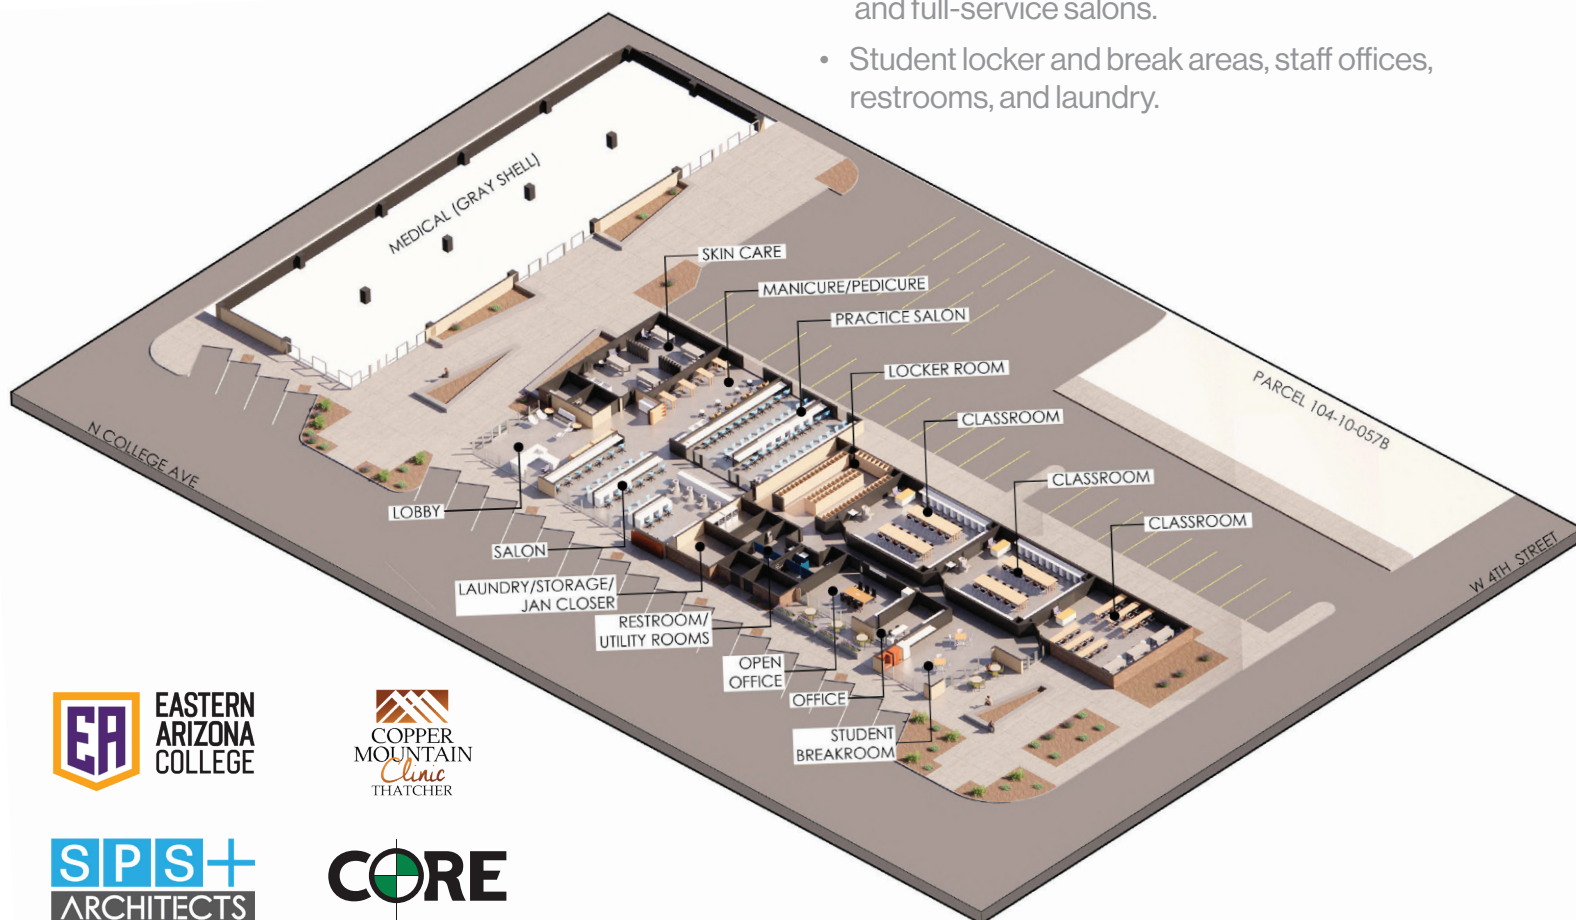 and full-service salons.
• Student locker and break areas, staff offices,
restrooms, and laundry.
MEDICAL (GRAY SHELL)
SKIN CARE
MANICURE/PEDICURE
PRACTICE SALON
LOCKER ROOM
CLASSROOM
CLASSROOM
CLASSROOM
PARCEL 104-10-057B
W 4TH STREET
N COLLEGE AVE
LOBBY
SALON
LAUNDRY/STORAGE/
JAN CLOSER
RESTROOM/
UTILITY ROOMS
OPEN
OFFICE
OFFICE
STUDENT
BREAKROOM
EA
EASTERN
ARIZONA
COLLEGE
COPPER
MOUNTAIN
Clinic
THATCHER
SPS+
ARCHITECTS
CORE